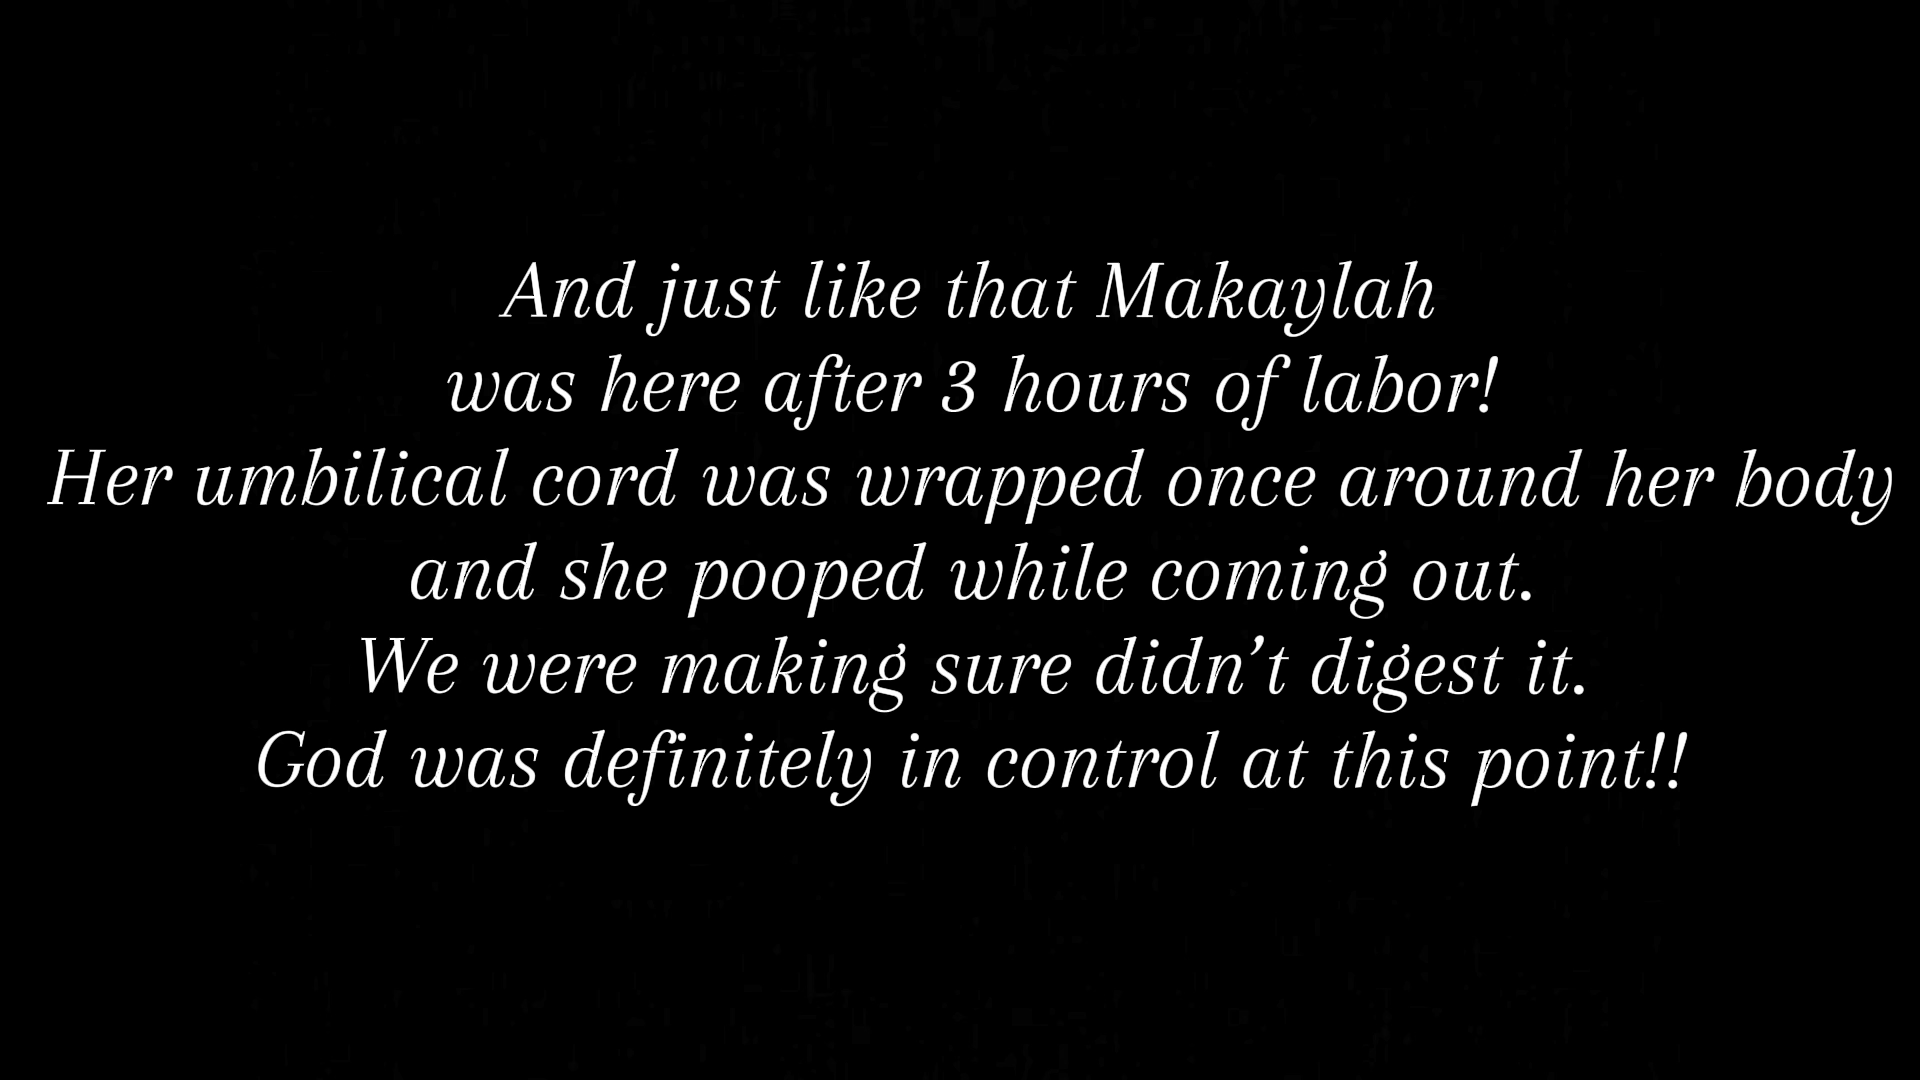 And just like that Makaylah
was here after 3 hours of labor!
Her umbilical cord was wrapped once around her body
and she pooped while coming out.
We were making sure didn’t digest it.
God was definitely in control at this point!!